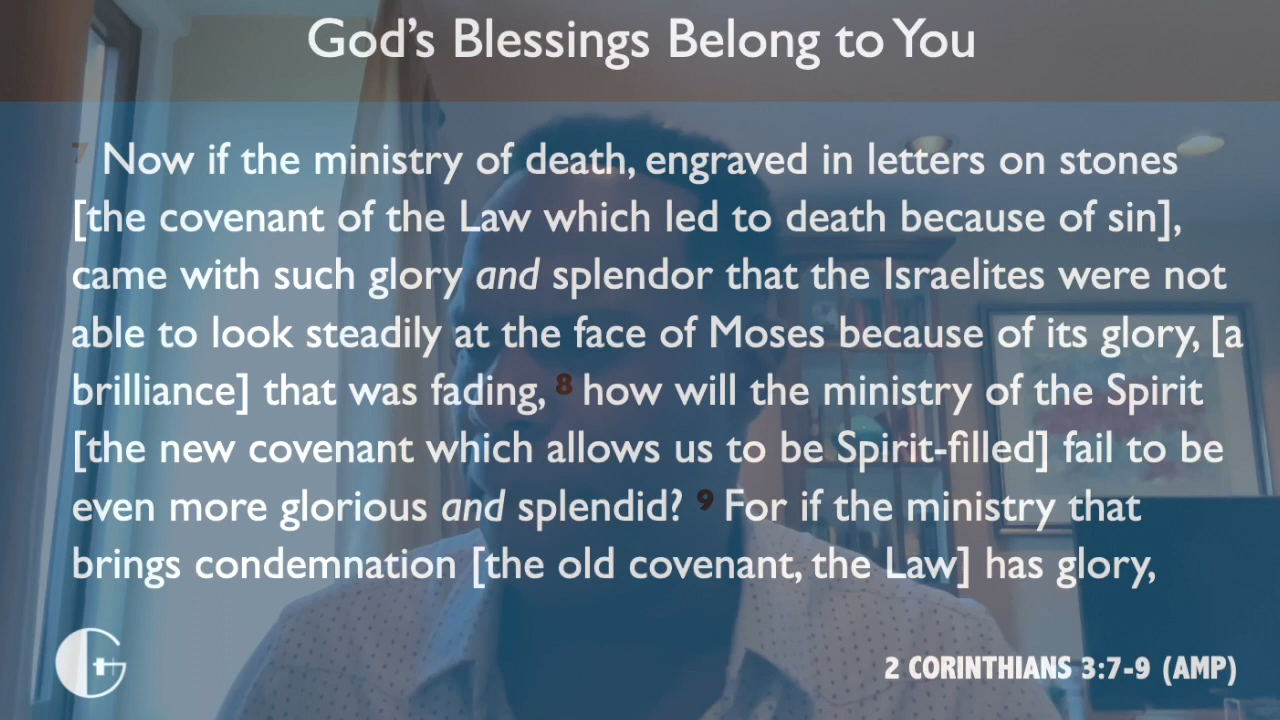 God's Blessings Belong to You
7 Now if the ministry of death, engraved in letters on stones
[the covenant of the Law which led to death because of sin],
came with such glory and splendor that the Israelites were not
able to look steadily at the face of Moses because of its glory, [a
brilliance] that was fading, 8 how will the ministry of the Spirit
[the new covenant which allows us to be Spirit-filled] fail to be
even more glorious and splendid? 9 For if the ministry that
brings condemnation [the old covenant, the Law] has glory,
2 CORINTHIANS 3:7-9 (AMP)